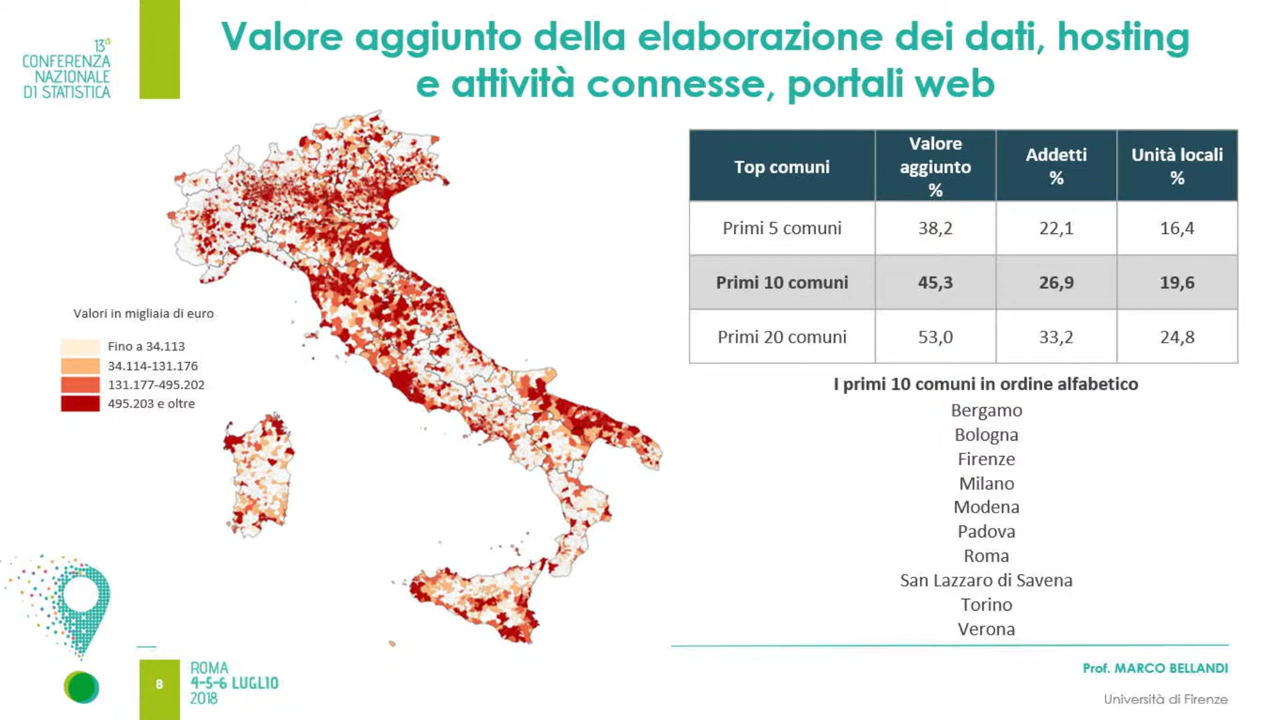 13a
CONFERENZA
NAZIONALE
DI STATISTICA
Valore aggiunto della elaborazione dei dati, hosting
e attività connesse, portali web
Valori in migliaia di euro
Fino a 34.113
34.114-131.176
131.177-495.202
495.203 e oltre
Top comuni Valore aggiunto % Addetti % Unità locali %
Primi 5 comuni 38,2 22,1 16,4
Primi 10 comuni 45,3 26,9 19,6
Primi 20 comuni 53,0 33,2 24,8
I primi 10 comuni in ordine alfabetico
Bergamo
Bologna
Firenze
Milano
Modena
Padova
Roma
San Lazzaro di Savena
Torino
Verona
8
ROMA
4-5-6 LUGLIO
2018
Prof. MARCO BELLANDI
Università di Firenze